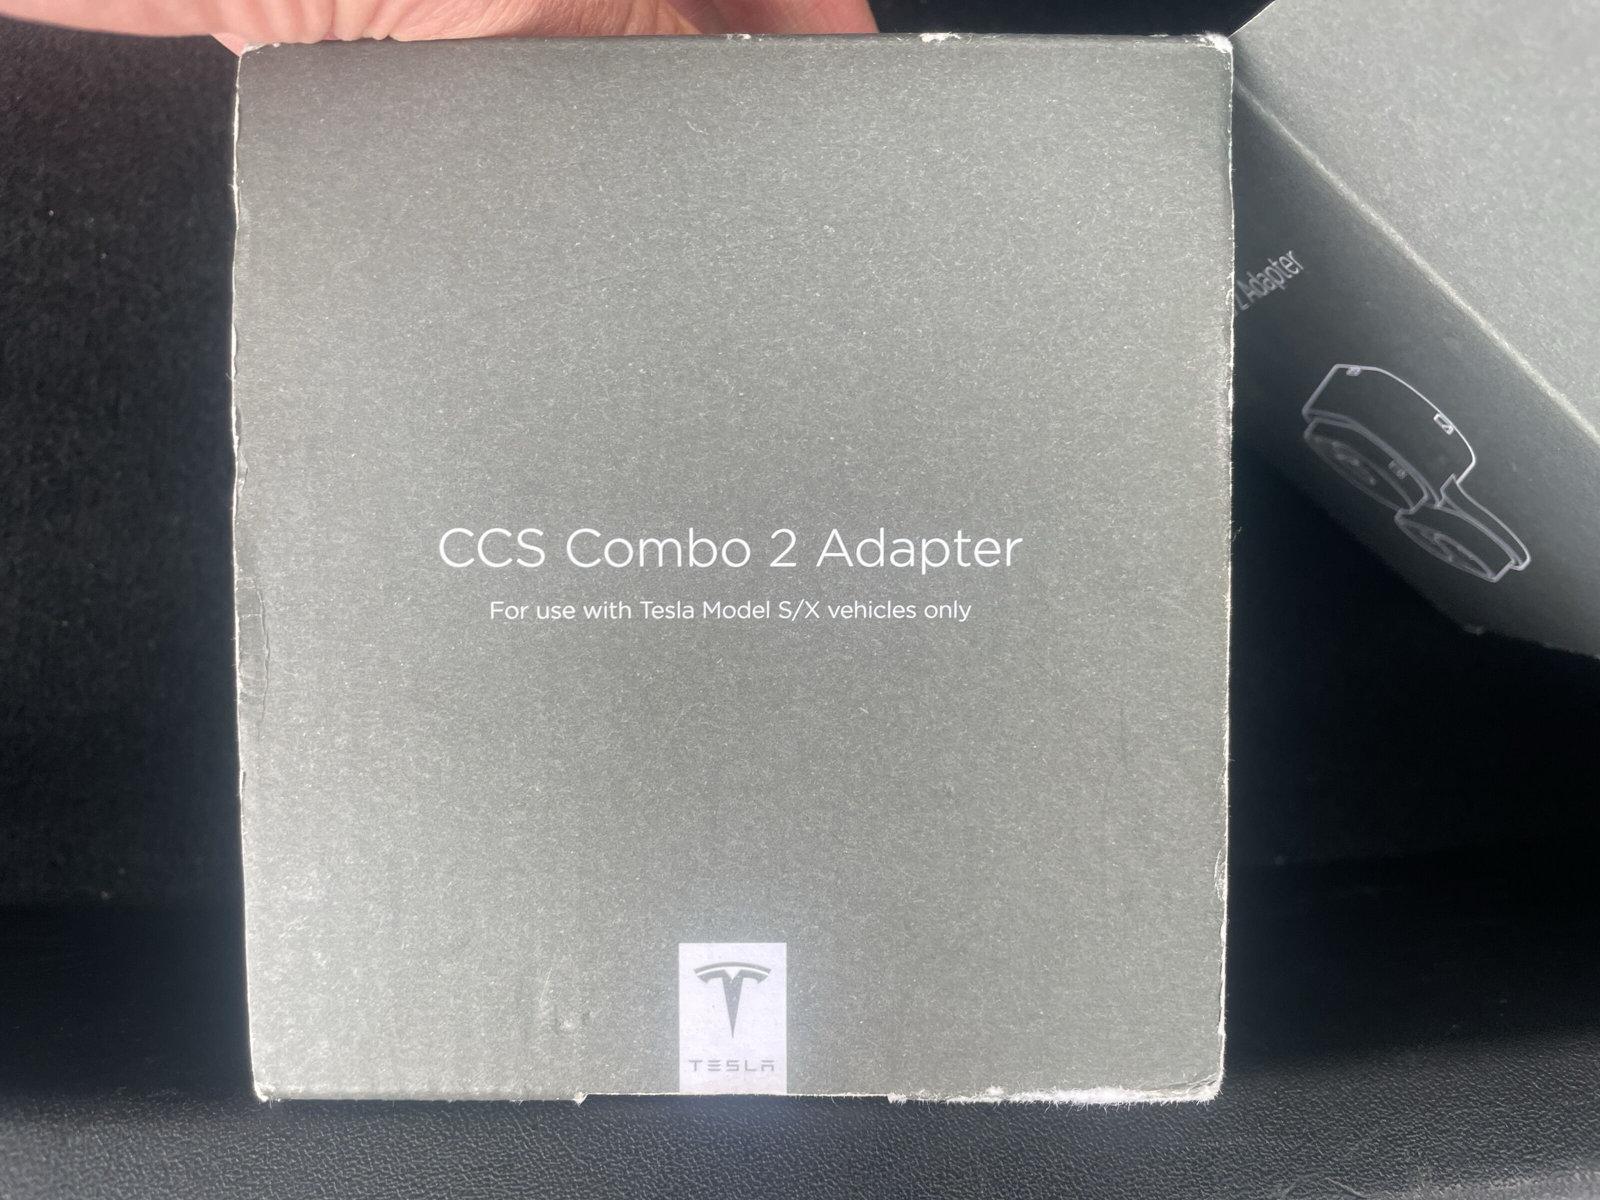 CCS Combo 2 Adapter
For use with Tesla Model S/X vehicles only
TESLA
2 Adapter